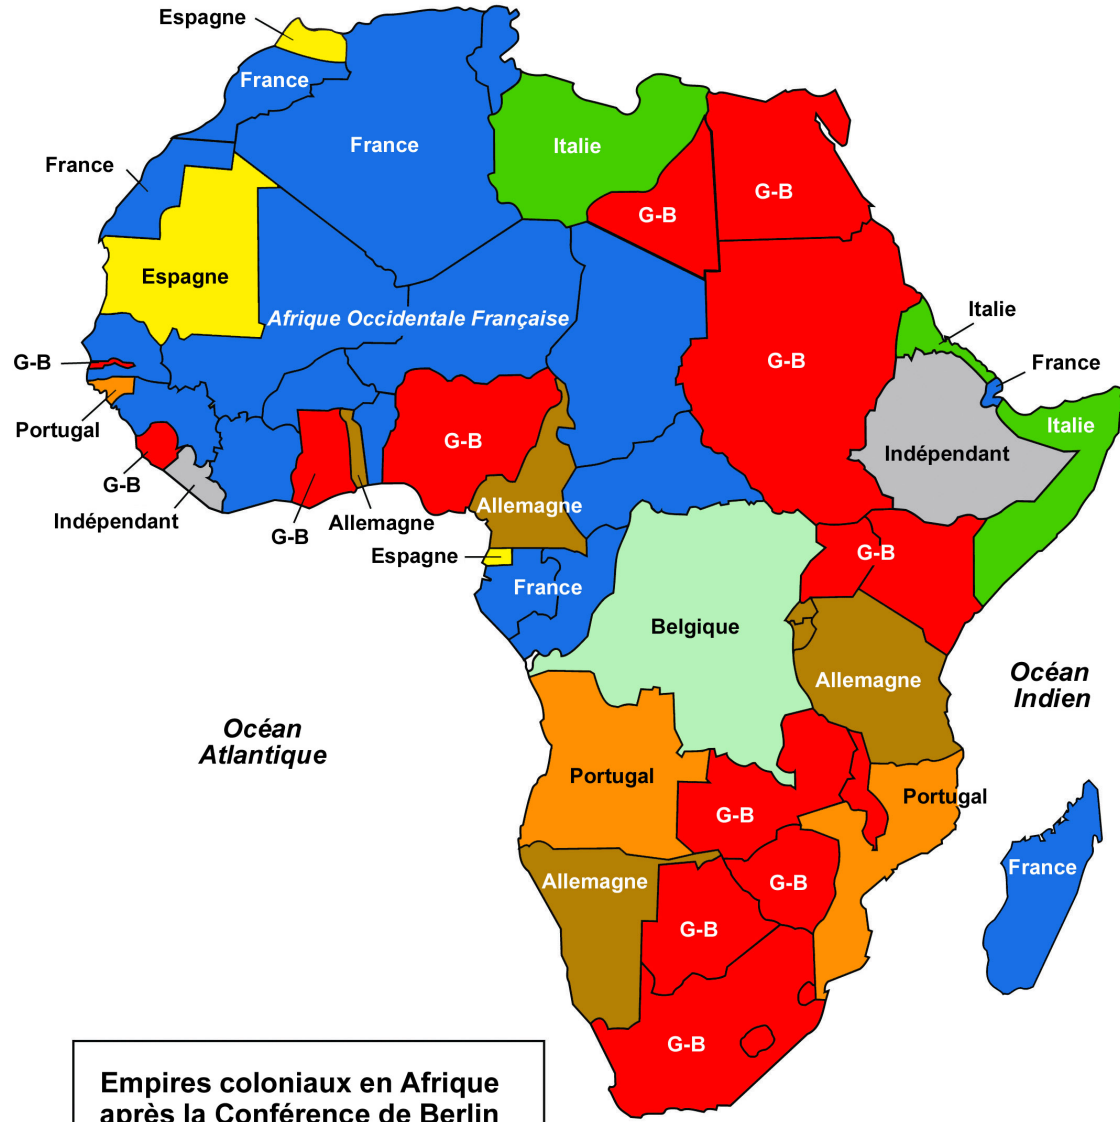 Espagne
France
France
France
Italie
G-B
G-B
Espagne
Afrique Occidentale Française
Italie
G-B
G-B
France
Portugal
Italie
G-B
G-B
Indépendant
Indépendant
G-B
Allemagne
Allemagne
Espagne
G-B
France
Belgique
Allemagne
Océan
Indien
Océan
Atlantique
Portugal
Portugal
G-B
France
Allemagne
G-B
G-B
G-B
Empires coloniaux en Afrique
après la Conférence de Berlin